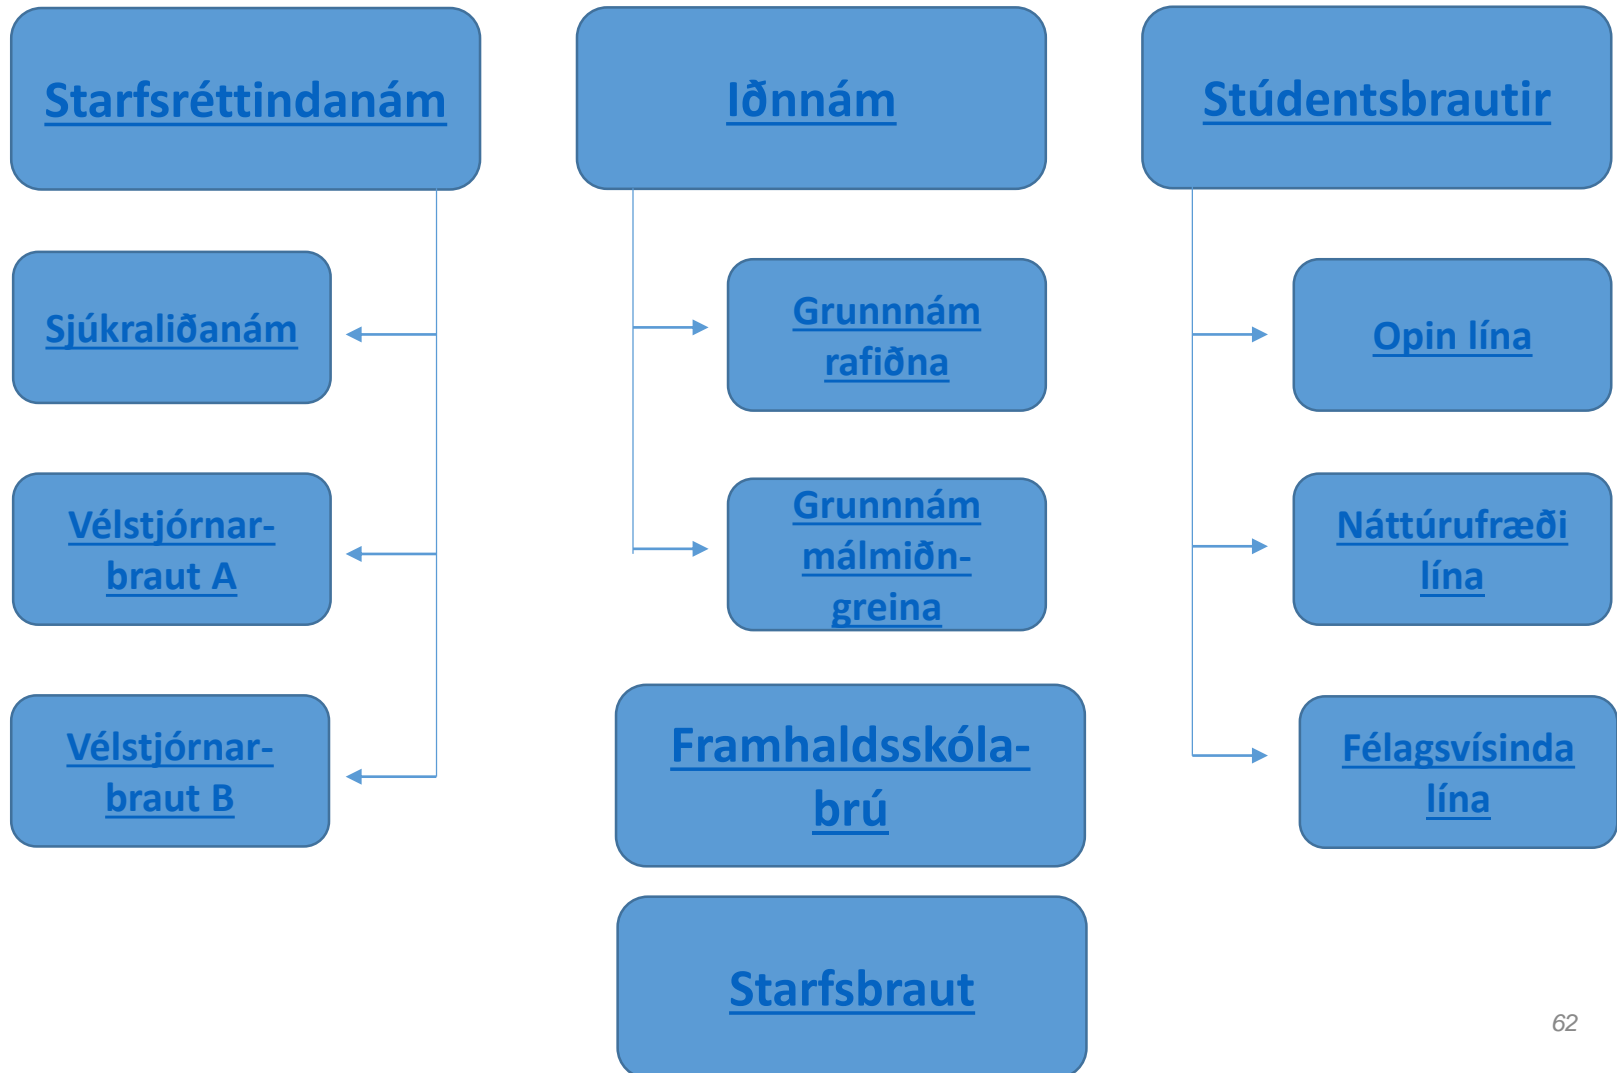 Starfsréttindanám
Iðnnám
Stúdentsbrautir
Sjúkraliðanám
Grunnnám
rafiðna
Opin lína
Vélstjórnar-
braut A
Grunnnám
málmiðn-
greina
Náttúrufræði
lína
Vélstjórnar-
braut B
Framhaldsskóla-
brú
Félagsvísinda
lína
Starfsbraut
62